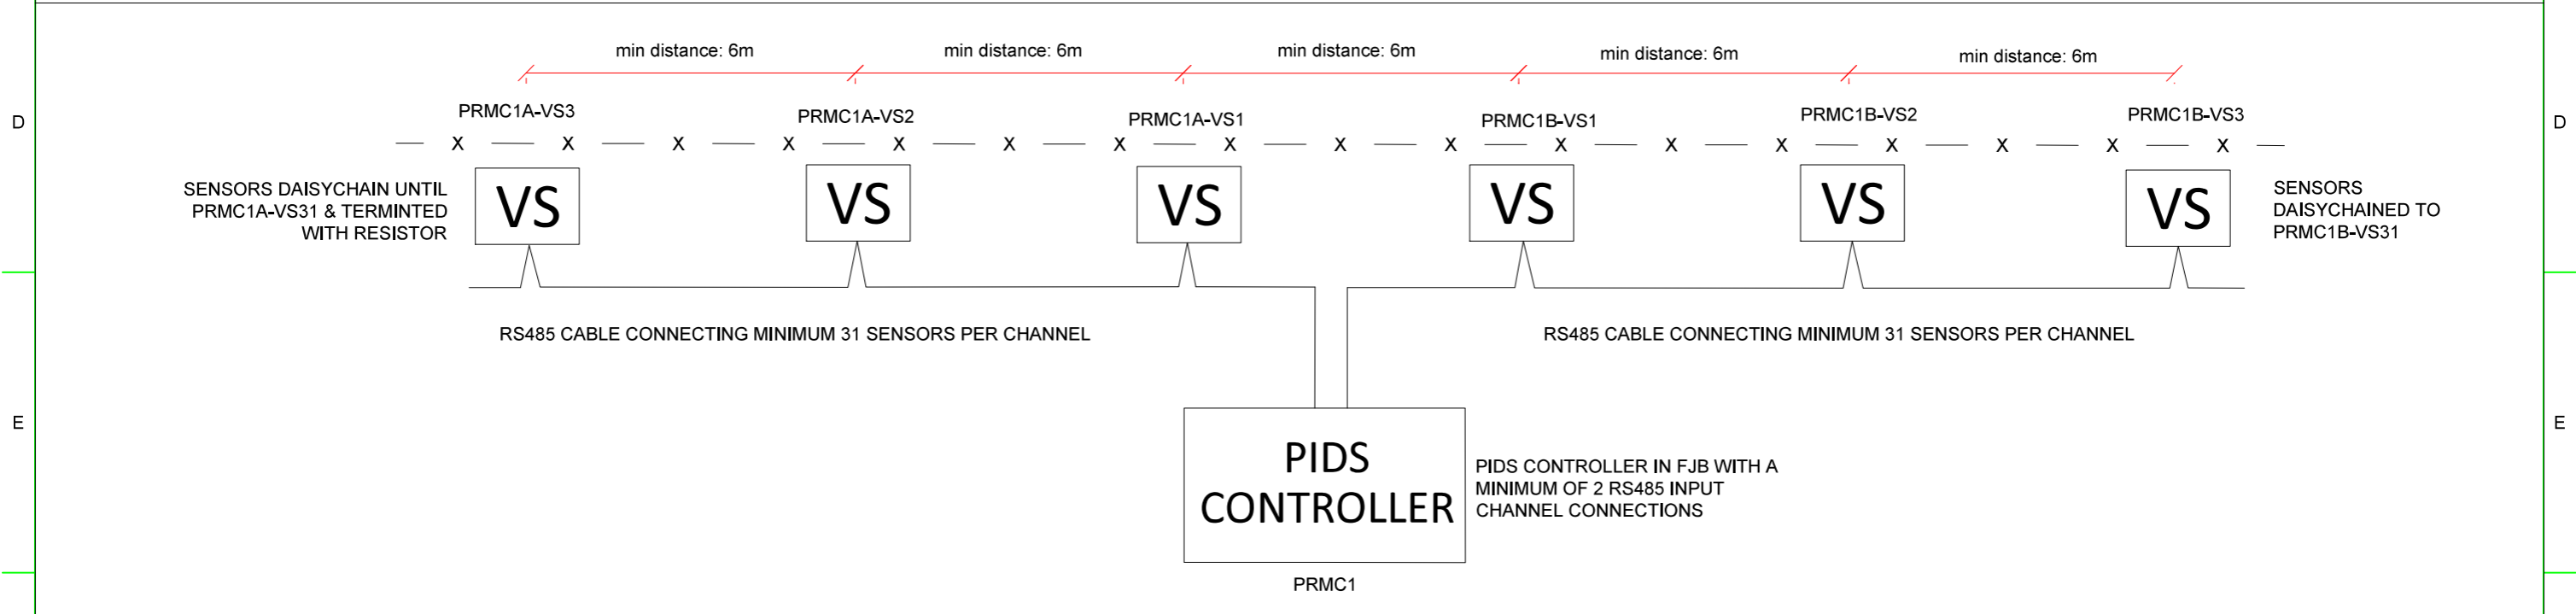 min distance: 6m
min distance: 6m
min distance: 6m
min distance: 6m
min distance: 6m
PRMC1A-VS3
PRMC1A-VS2
PRMC1A-VS1
PRMC1B-VS1
PRMC1B-VS2
PRMC1B-VS3
D
D
X X X X X X X X X X X X X X X X X
SENSORS DAISYCHAIN UNTIL
PRMC1A-VS31 & TERMINTED
WITH RESISTOR
VS
VS
VS
VS
VS
VS
SENSORS
DAISYCHAINED TO
PRMC1B-VS31
RS485 CABLE CONNECTING MINIMUM 31 SENSORS PER CHANNEL
RS485 CABLE CONNECTING MINIMUM 31 SENSORS PER CHANNEL
E
E
PIDS
CONTROLLER
PIDS CONTROLLER IN FJB WITH A
MINIMUM OF 2 RS485 INPUT
CHANNEL CONNECTIONS
PRMC1